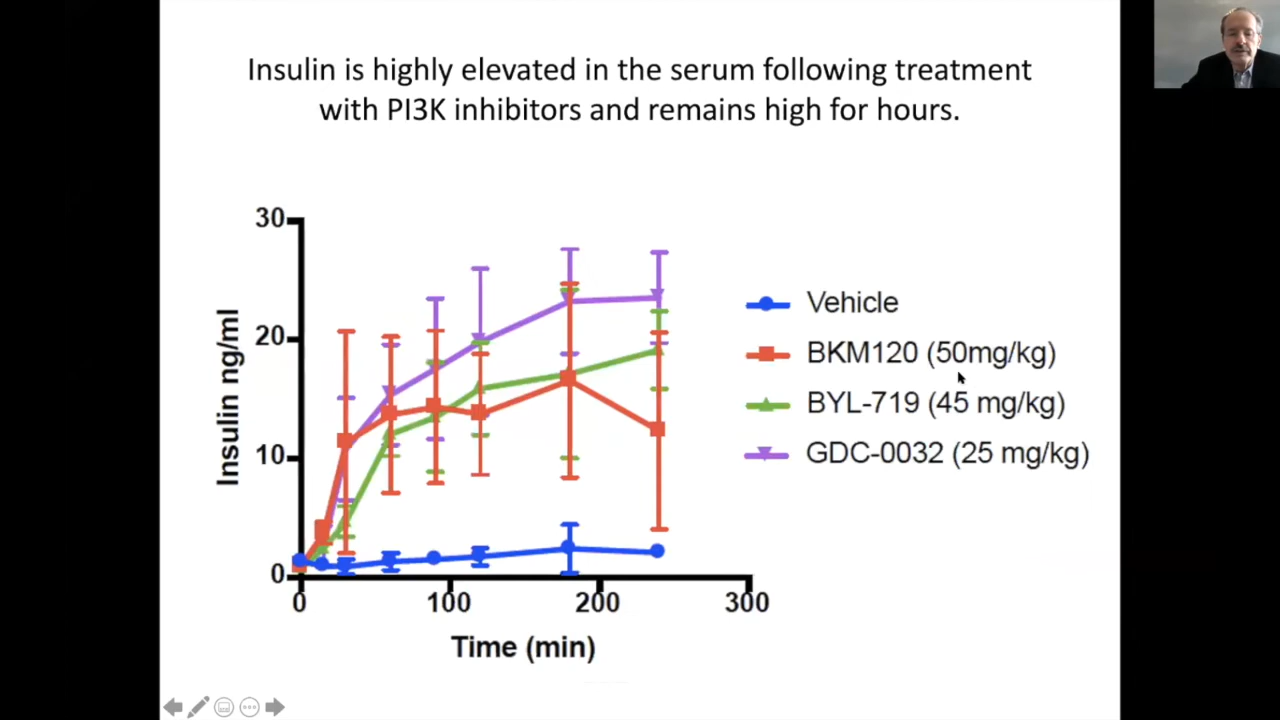 Insulin is highly elevated in the serum following treatment
with PI3K inhibitors and remains high for hours.
30
20
10
0
Insulin ng/ml
0
100
200
300
Time (min)
Vehicle
BKM120 (50mg/kg)
BYL-719 (45 mg/kg)
GDC-0032 (25 mg/kg)